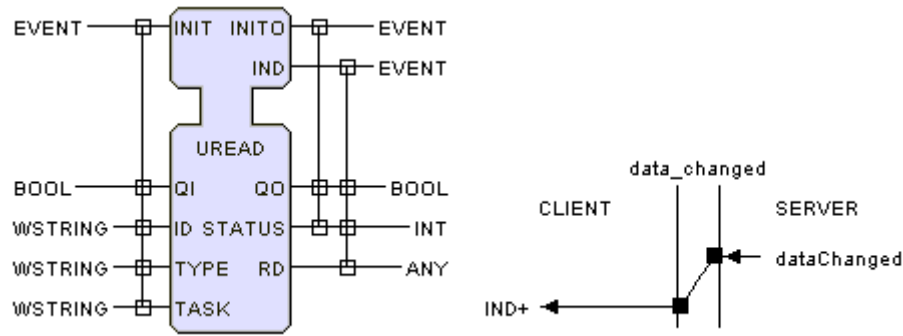 EVENT INIT INITO EVENT
IND EVENT
UREAD
BOOL QI QO BOOL
WSTRING ID STATUS INT
WSTRING TYPE RD ANY
WSTRING TASK
data_changed
CLIENT SERVER
dataChanged
IND+